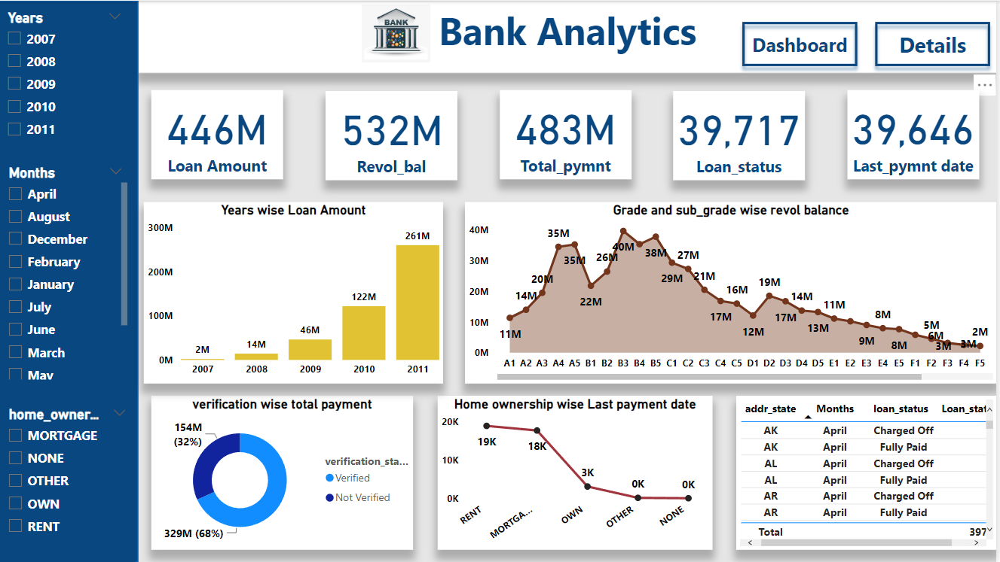 Years
2007
2008
2009
2010
2011
Months
April
August
December
February
January
July
June
March
May
home_owner...
MORTGAGE
NONE
OTHER
OWN
RENT
BANK
Bank Analytics
Dashboard
Details
446M
Loan Amount
532M
Revol_bal
483M
Total_pymnt
39,717
Loan_status
39,646
Last_pymnt date
Years wise Loan Amount
300M
200M
100M
0M
2M
14M
46M
122M
261M
2007 2008 2009 2010 2011
Grade and sub_grade wise revol balance
40M
30M
20M
10M
0M
11M
14M
20M
35M
35M
22M
26M
40M
38M
29M
27M
21M
17M
16M
12M
19M
17M
14M
13M
11M
9M
8M
8M
5M
6M
3M
3M
2M
A1 A2 A3 A4 A5 B1 B2 B3 B4 B5 C1 C2 C3 C4 C5 D1 D2 D3 D4 D5 E1 E2 E3 E4 E5 F1 F2 F3 F4 F5
verification wise total payment
154M
(32%)
329M (68%)
verification_sta...
Verified
Not Verified
Home ownership wise Last payment date
20K
10K
0K
19K
18K
3K
0K
0K
RENT
MORTGA...
OWN
OTHER
NONE
addr_state Months loan_status Loan_stat
AK April Charged Off
AK April Fully Paid
AL April Charged Off
AL April Fully Paid
AR April Charged Off
AR April Fully Paid
Total 397